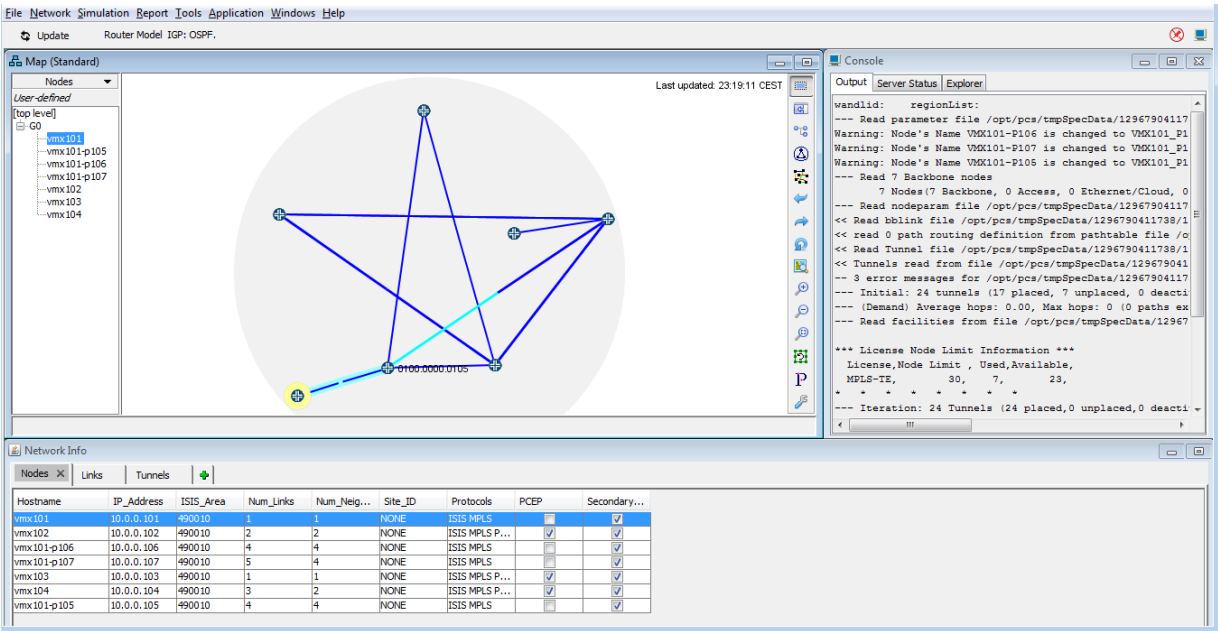 File Network Simulation Report Tools Application Windows Help
Update Router Model IGP: OSPF.
Map (Standard)
Nodes
User-defined
[top level]
G0
vmx101
vmx101-p105
vmx101-p106
vmx101-p107
vmx102
vmx103
vmx104
Last updated: 23:19:11 CEST
0100.0000.0105
P
Console
Output Server Status Explorer
wandlid: regionList:
--- Read parameter file /opt/pcs/tmpSpecData/12967904117
Warning: Node's Name VMX101-P106 is changed to VMX101_P1
Warning: Node's Name VMX101-P107 is changed to VMX101_P1
Warning: Node's Name VMX101-P105 is changed to VMX101_P1
--- Read 7 Backbone nodes
7 Nodes(7 Backbone, 0 Access, 0 Ethernet/Cloud, 0
--- Read nodeparam file /opt/pcs/tmpSpecData/12967904117
<< Read bblink file /opt/pcs/tmpSpecData/1296790411738/1
<< read 0 path routing definition from pathtable file /o
<< Read Tunnel file /opt/pcs/tmpSpecData/1296790411738/1
<< Tunnels read from file /opt/pcs/tmpSpecData/129679041
-- 3 error messages for /opt/pcs/tmpSpecData/12967904117
--- Initial: 24 tunnels (17 placed, 7 unplaced, 0 deacti
--- (Demand) Average hops: 0.00, Max hops: 0 (0 paths ex
--- Read facilities from file /opt/pcs/tmpSpecData/12967
*** License Node Limit Information ***
License,Node Limit , Used,Available,
MPLS-TE, 30, 7, 23,
* * * * * * * *
--- Iteration: 24 Tunnels (24 placed,0 unplaced,0 deacti
Network Info
Nodes Links Tunnels
Hostname IP_Address ISIS_Area Num_Links Num_Neig... Site_ID Protocols PCEP Secondary...
vmx101 10.0.0.101 490010 1 1 NONE ISIS MPLS
vmx102 10.0.0.102 490010 2 2 NONE ISIS MPLS P...
vmx101-p106 10.0.0.106 490010 4 4 NONE ISIS MPLS
vmx101-p107 10.0.0.107 490010 5 4 NONE ISIS MPLS
vmx103 10.0.0.103 490010 1 1 NONE ISIS MPLS P...
vmx104 10.0.0.104 490010 3 2 NONE ISIS MPLS P...
vmx101-p105 10.0.0.105 490010 4 4 NONE ISIS MPLS